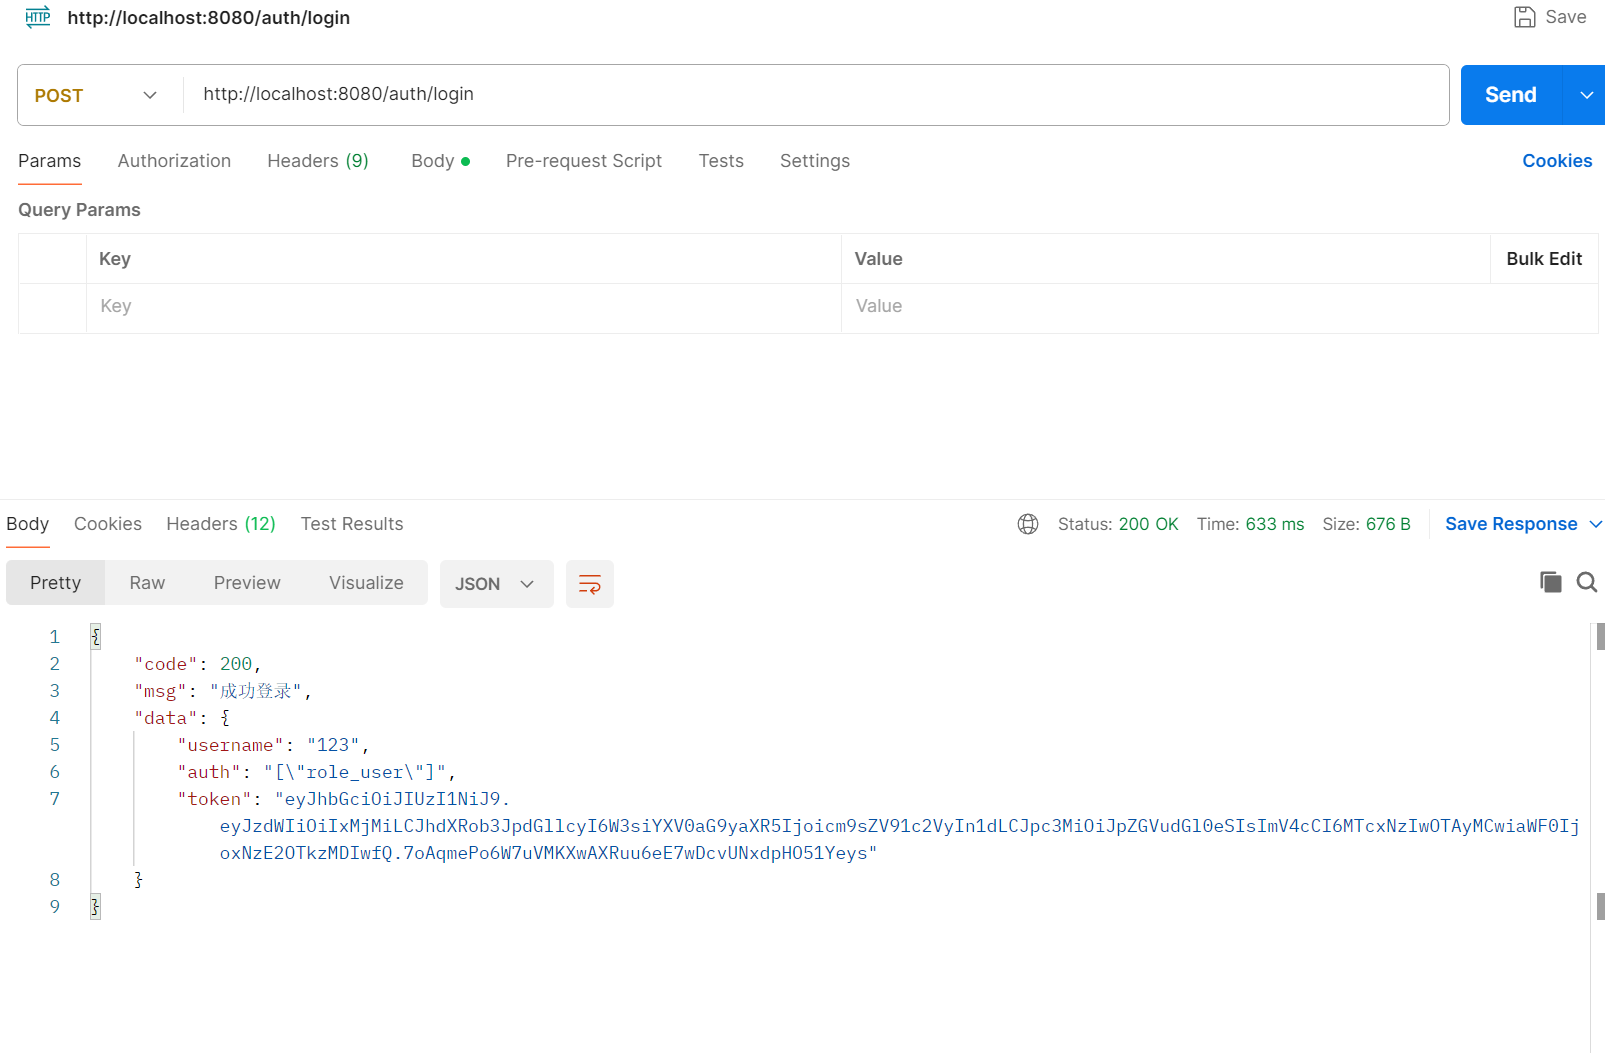 HTTP http://localhost:8080/auth/login Save
POST http://localhost:8080/auth/login Send
Params Authorization Headers (9) Body Pre-request Script Tests Settings Cookies
Query Params
Key Value Bulk Edit
Key Value
Body Cookies Headers (12) Test Results Status: 200 OK Time: 633 ms Size: 676 B Save Response
Pretty Raw Preview Visualize JSON
1 {
2 "code": 200,
3 "msg": "成功登录",
4 "data": {
5 "username": "123",
6 "auth": "[\"role_user\"]",
7 "token": "eyJhbGciOiJIUzI1NiJ9.
eyJzdWIiOiIxMjMiLCJhdXRob3JpdGllcyI6W3siYXV0aG9yaXR5Ijoicm9sZV91c2VyIn1dLCJpc3MiOiJpZGVudGl0eSIsImV4cCI6MTcxNzIwOTAyMCwiaWF0Ij
oxNzE2OTkzMDIwfQ.7oAqmePo6W7uVMKXwAXRuu6eE7wDcvUNxdpHO51Yeys"
8 }
9 }